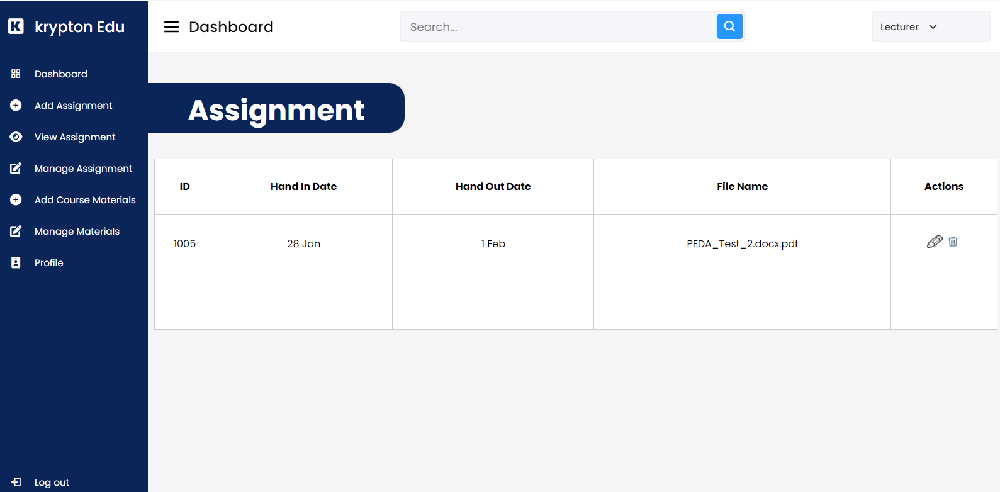 krypton Edu
Dashboard
Search...
Lecturer
Dashboard
Add Assignment
View Assignment
Manage Assignment
Add Course Materials
Manage Materials
Profile
Log out
Assignment
ID Hand In Date Hand Out Date File Name Actions
1005 28 Jan 1 Feb PFDA_Test_2.docx.pdf